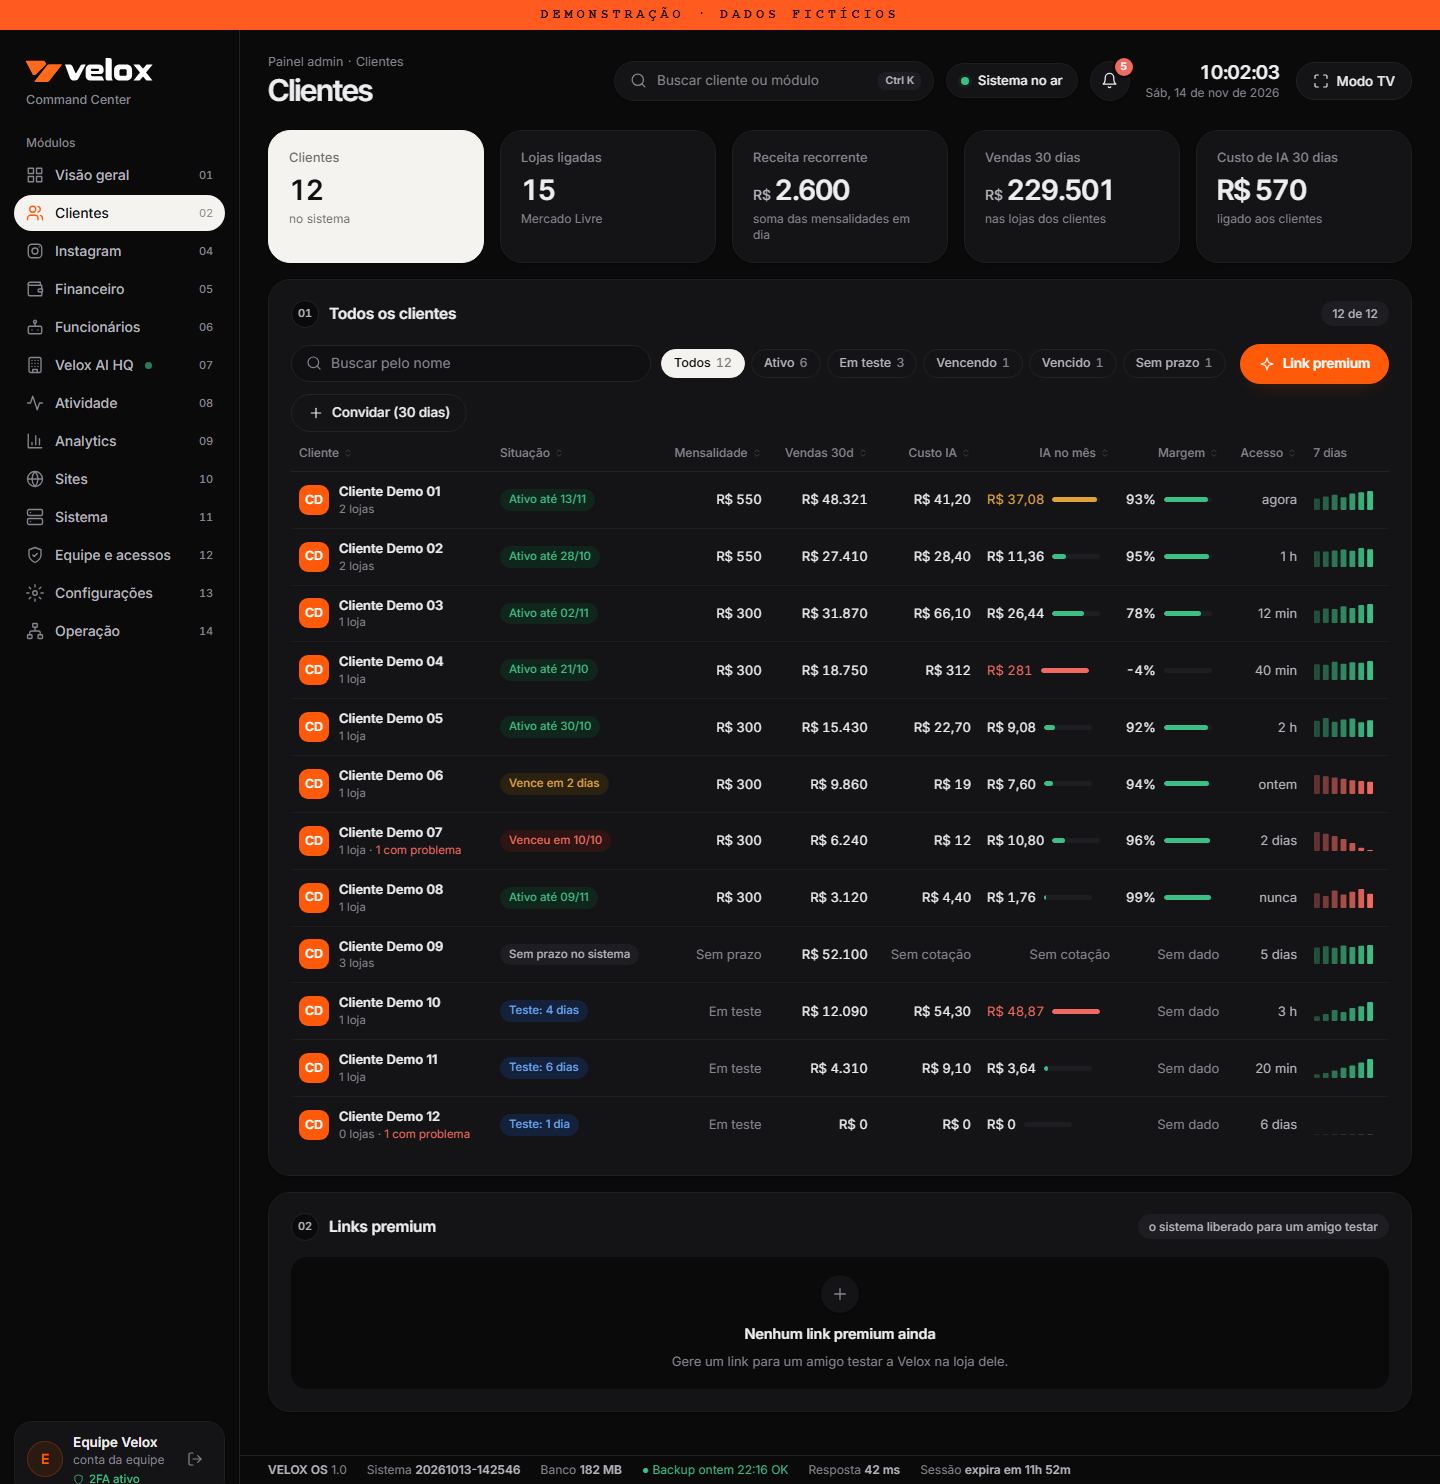 DEMONSTRAÇÃO · DADOS FICTÍCIOS
velox
Command Center
Módulos
Visão geral 01
Clientes 02
Instagram 04
Financeiro 05
Funcionários 06
Velox AI HQ 07
Atividade 08
Analytics 09
Sites 10
Sistema 11
Equipe e acessos 12
Configurações 13
Operação 14
E
Equipe Velox
conta da equipe
2FA ativo
Painel admin · Clientes
Clientes
Buscar cliente ou módulo Ctrl K
Sistema no ar
5
10:02:03
Sáb, 14 de nov de 2026
Modo TV
Clientes
12
no sistema
Lojas ligadas
15
Mercado Livre
Receita recorrente
R$ 2.600
soma das mensalidades em
dia
Vendas 30 dias
R$ 229.501
nas lojas dos clientes
Custo de IA 30 dias
R$ 570
ligado aos clientes
01 Todos os clientes 12 de 12
Buscar pelo nome
Todos 12 Ativo 6 Em teste 3 Vencendo 1 Vencido 1 Sem prazo 1
Link premium
Convidar (30 dias)
Cliente Situação Mensalidade Vendas 30d Custo IA IA no mês Margem Acesso 7 dias
CD Cliente Demo 01 Ativo até 13/11 R$ 550 R$ 48.321 R$ 41,20 R$ 37,08 93% agora
2 lojas
CD Cliente Demo 02 Ativo até 28/10 R$ 550 R$ 27.410 R$ 28,40 R$ 11,36 95% 1 h
2 lojas
CD Cliente Demo 03 Ativo até 02/11 R$ 300 R$ 31.870 R$ 66,10 R$ 26,44 78% 12 min
1 loja
CD Cliente Demo 04 Ativo até 21/10 R$ 300 R$ 18.750 R$ 312 R$ 281 -4% 40 min
1 loja
CD Cliente Demo 05 Ativo até 30/10 R$ 300 R$ 15.430 R$ 22,70 R$ 9,08 92% 2 h
1 loja
CD Cliente Demo 06 Vence em 2 dias R$ 300 R$ 9.860 R$ 19 R$ 7,60 94% ontem
1 loja
CD Cliente Demo 07 Venceu em 10/10 R$ 300 R$ 6.240 R$ 12 R$ 10,80 96% 2 dias
1 loja · 1 com problema
CD Cliente Demo 08 Ativo até 09/11 R$ 300 R$ 3.120 R$ 4,40 R$ 1,76 99% nunca
1 loja
CD Cliente Demo 09 Sem prazo no sistema Sem prazo R$ 52.100 Sem cotação Sem cotação Sem dado 5 dias
3 lojas
CD Cliente Demo 10 Teste: 4 dias Em teste R$ 12.090 R$ 54,30 R$ 48,87 Sem dado 3 h
1 loja
CD Cliente Demo 11 Teste: 6 dias Em teste R$ 4.310 R$ 9,10 R$ 3,64 Sem dado 20 min
1 loja
CD Cliente Demo 12 Teste: 1 dia Em teste R$ 0 R$ 0 R$ 0 Sem dado 6 dias
0 lojas · 1 com problema
02 Links premium o sistema liberado para um amigo testar
Nenhum link premium ainda
Gere um link para um amigo testar a Velox na loja dele.
VELOX OS 1.0 Sistema 20261013-142546 Banco 182 MB Backup ontem 22:16 OK Resposta 42 ms Sessão expira em 11h 52m